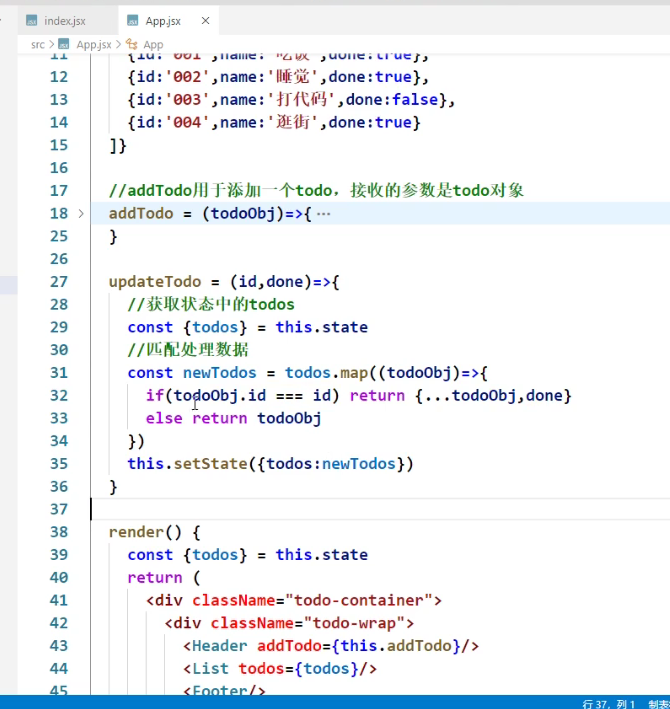 index.jsx App.jsx
src > App.jsx > App
11 {id:'001',name:'吃饭',done:true},
12 {id:'002',name:'睡觉',done:true},
13 {id:'003',name:'打代码',done:false},
14 {id:'004',name:'逛街',done:true}
15 ]}
16
17 //addTodo用于添加一个todo，接收的参数是todo对象
18 addTodo = (todoObj)=>{ ···
25 }
26
27 updateTodo = (id,done)=>{
28 //获取状态中的todos
29 const {todos} = this.state
30 //匹配处理数据
31 const newTodos = todos.map((todoObj)=>{
32 if(todoObj.id === id) return {...todoObj,done}
33 else return todoObj
34 })
35 this.setState({todos:newTodos})
36 }
37
38 render() {
39 const {todos} = this.state
40 return (
41 <div className="todo-container">
42 <div className="todo-wrap">
43 <Header addTodo={this.addTodo}/>
44 <List todos={todos}/>
45 <Footer/>
行 37, 列 1 制表